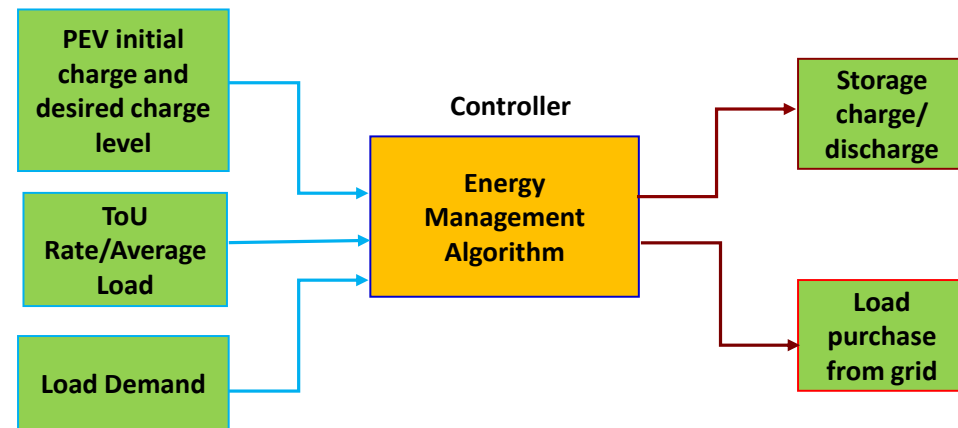 PEV initial
charge and
desired charge
level
ToU
Rate/Average
Load
Load Demand
Controller
Energy
Management
Algorithm
Storage
charge/
discharge
Load
purchase
from grid